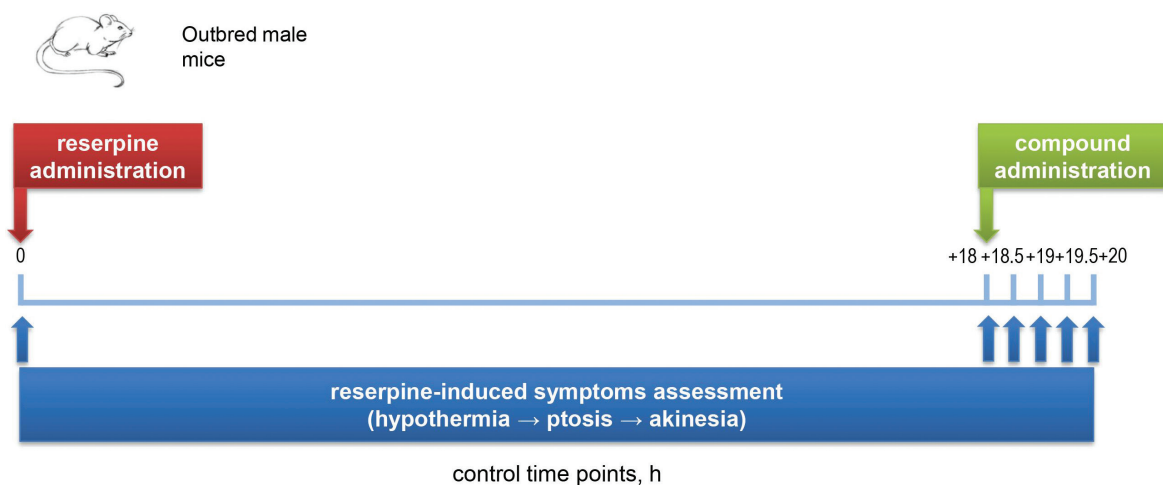 Outbred male
mice
reserpine
administration
compound
administration
0
+18 +18.5 +19+19.5+20
reserpine-induced symptoms assessment
(hypothermia → ptosis → akinesia)
control time points, h